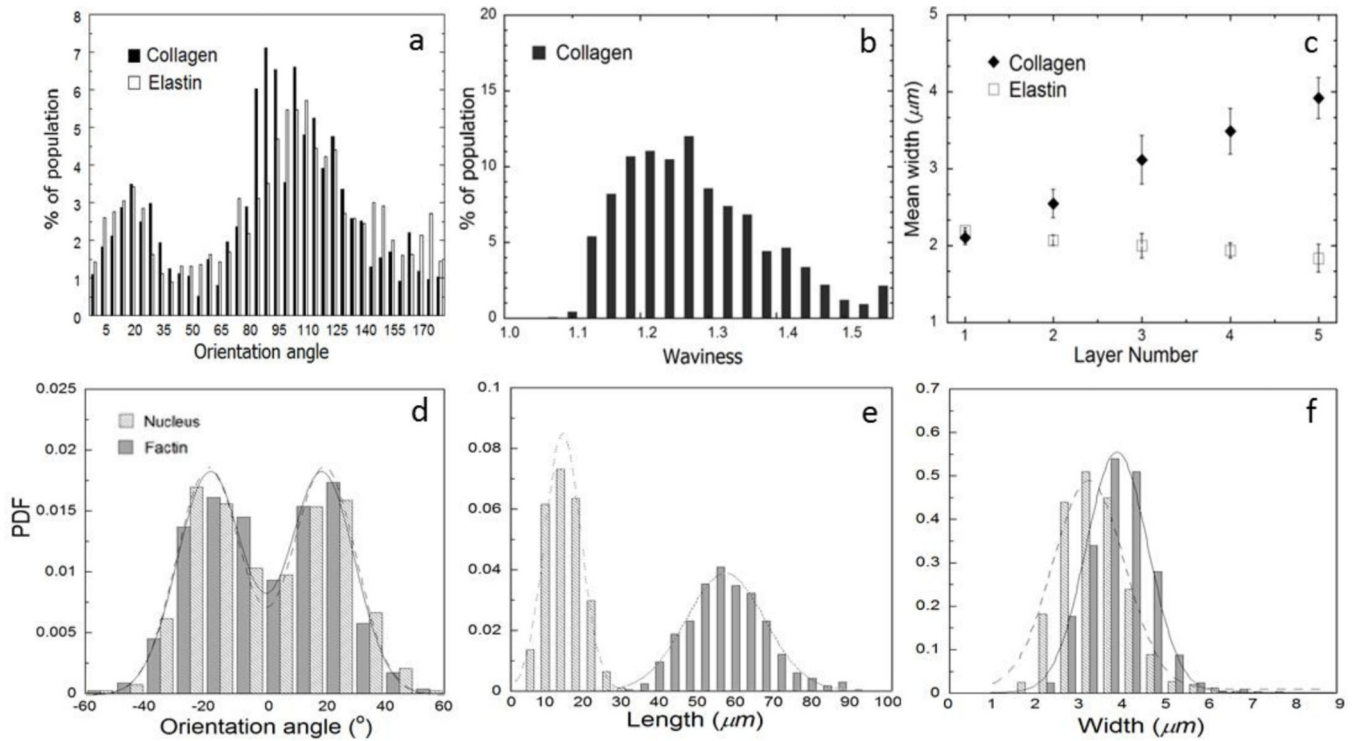 8
7
6
5
4
3
2
1
0
% of population
a
Collagen
Elastin
5 20 30 35 40 50 65 80 95 110 125 140 155 170
Orientation angle
20
15
10
5
0
% of population
b
Collagen
1.0 1.1 1.2 1.3 1.4 1.5
Waviness
5
4
3
2
1
Mean width (μm)
c
Collagen
Elastin
1 2 3 4 5
Layer Number
0.025
0.02
0.015
0.01
0.005
0
PDF
d
Nucleus
Factin
-60 -40 -20 0 20 40 60
Orientation angle (°)
0.1
0.08
0.06
0.04
0.02
0
e
0 10 20 30 40 50 60 70 80 90 100
Length (μm)
0.7
0.6
0.5
0.4
0.3
0.2
0.1
0
f
0 1 2 3 4 5 6 7 8 9
Width (μm)